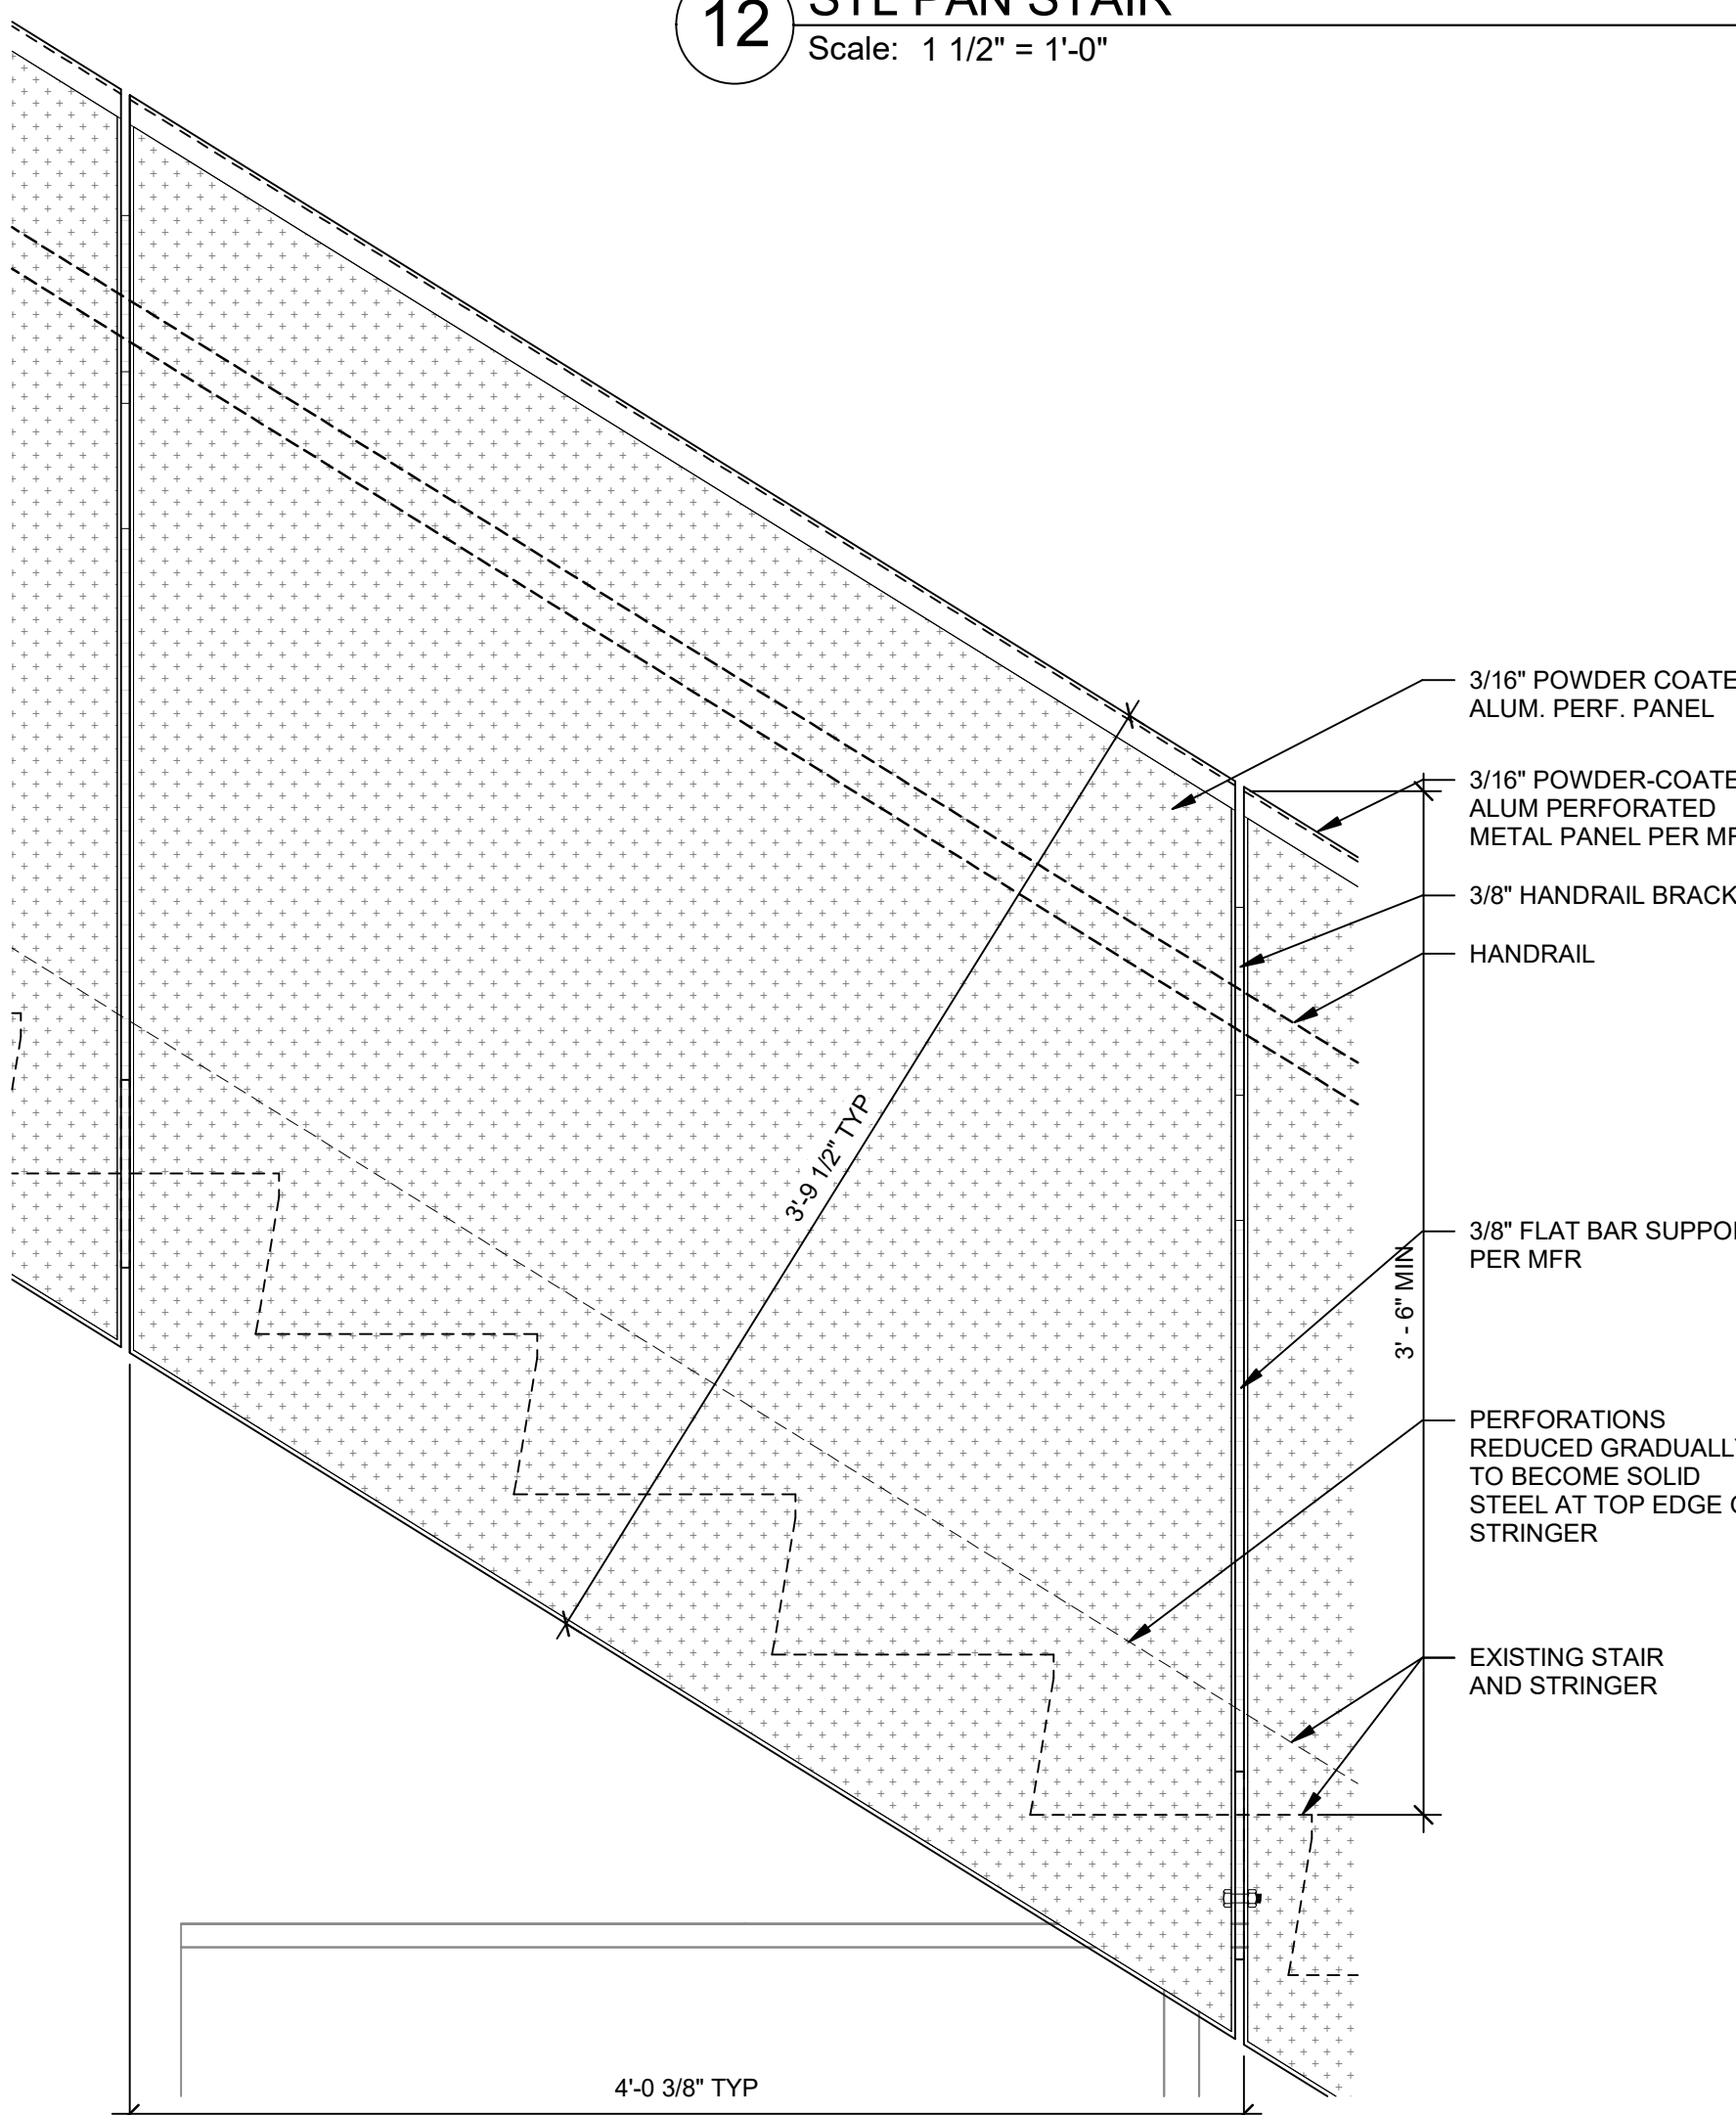 12
STL PAN STAIR
Scale: 1 1/2" = 1'-0"
3/16" POWDER COATE
ALUM. PERF. PANEL
3/16" POWDER-COATE
ALUM PERFORATED
METAL PANEL PER MF
3/8" HANDRAIL BRACK
HANDRAIL
3'-9 1/2" TYP
3/8" FLAT BAR SUPPO
PER MFR
3' - 6" MIN
PERFORATIONS
REDUCED GRADUALLY
TO BECOME SOLID
STEEL AT TOP EDGE
STRINGER
EXISTING STAIR
AND STRINGER
4'-0 3/8" TYP